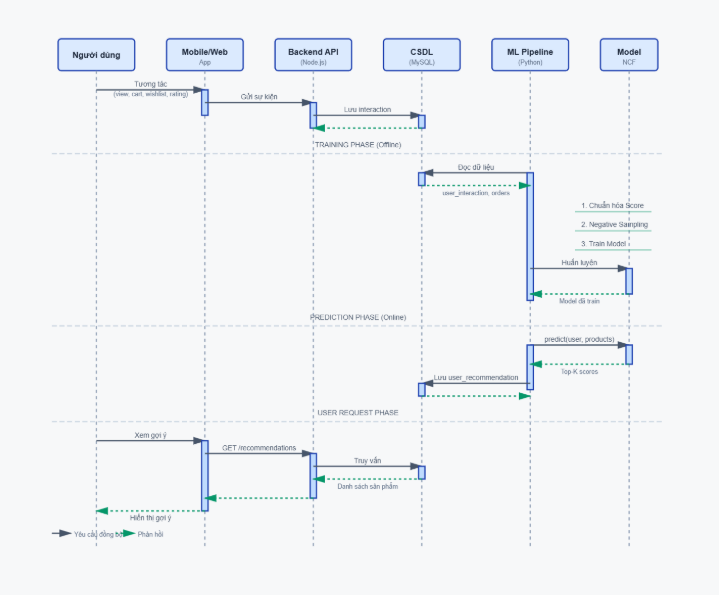 Người dùng
Mobile/Web
App
Backend API
(Node.js)
CSDL
(MySQL)
ML Pipeline
(Python)
Model
NCF
Tương tác
(view, cart, wishlist, rating)
Gửi sự kiện
Lưu interaction
TRAINING PHASE (Offline)
Đọc dữ liệu
user_interaction, orders
1. Chuẩn hóa Score
2. Negative Sampling
3. Train Model
Huấn luyện
Model đã train
PREDICTION PHASE (Online)
predict(user, products)
Top-K scores
Lưu user_recommendation
USER REQUEST PHASE
Xem gợi ý
GET /recommendations
Truy vấn
Danh sách sản phẩm
Hiển thị gợi ý
Yêu cầu đồng bộ
Phản hồi